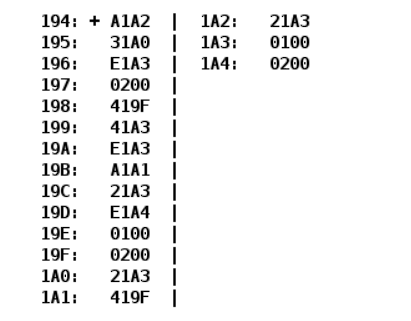 194: + A1A2 | 1A2: 21A3
195: 31A0 | 1A3: 0100
196: E1A3 | 1A4: 0200
197: 0200 |
198: 419F |
199: 41A3 |
19A: E1A3 |
19B: A1A1 |
19C: 21A3 |
19D: E1A4 |
19E: 0100 |
19F: 0200 |
1A0: 21A3 |
1A1: 419F |